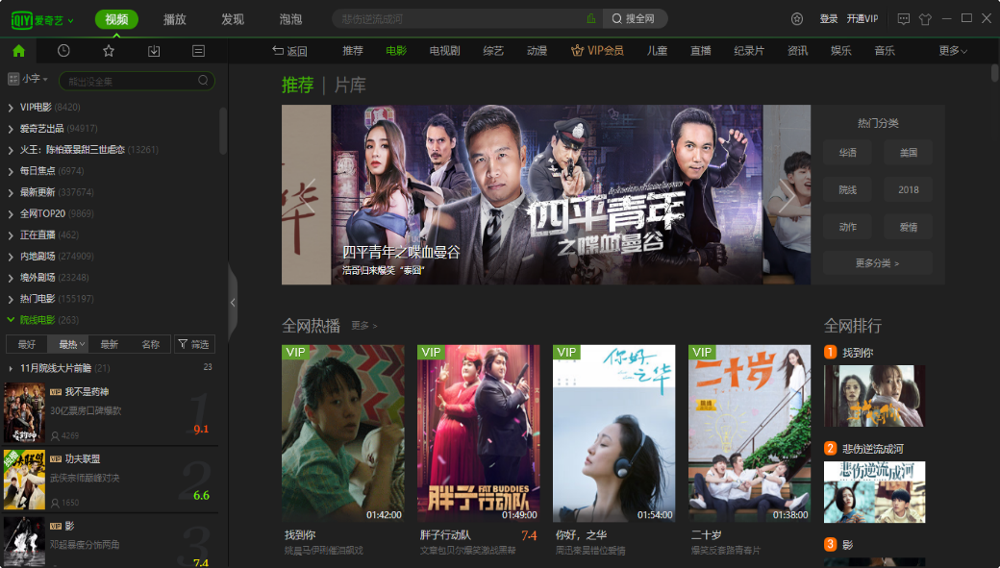 QIY 爱奇艺
视频
播放
发现
泡泡
悲伤逆流成河
搜全网
登录
开通VIP
返回
推荐
电影
电视剧
综艺
动漫
VIP会员
儿童
直播
纪录片
资讯
娱乐
音乐
更多
小字
熊出没全集
VIP电影 (8420)
爱奇艺出品 (94917)
火王：陈柏霖景甜三世虐恋 (13261)
每日焦点 (6974)
最新更新 (337674)
全网TOP20 (9869)
正在直播 (462)
内地剧场 (274909)
境外剧场 (23248)
热门电影 (155197)
院线电影 (263)
最好
最热
最新
名称
筛选
11月院线大片前瞻 (21)
23
VIP 我不是药神
30亿票房口碑爆款
4269
1
9.1
VIP 功夫联盟
武侠宗师巅峰对决
1650
2
6.6
VIP 影
邓超暴瘦分饰两角
3
7.4
推荐
片库
华
四平青年
之喋血曼谷
四平青年之喋血曼谷
浩哥归来爆笑“泰囧”
热门分类
华语
美国
院线
2018
动作
爱情
更多分类 >
全网热播
更多 >
VIP
01:42:00
找到你
姚晨马伊琍催泪飙戏
VIP
胖子行动队
FAT BUDDIES
01:49:00
胖子行动队
7.4
文章包贝尔爆笑激战黑帮
VIP
你好
之华
01:54:00
你好，之华
周迅秦昊错位爱情
VIP
二十岁
01:38:00
二十岁
爆笑反套路青春片
全网排行
1 找到你
找到你
2 悲伤逆流成河
悲伤逆流成河
3 影